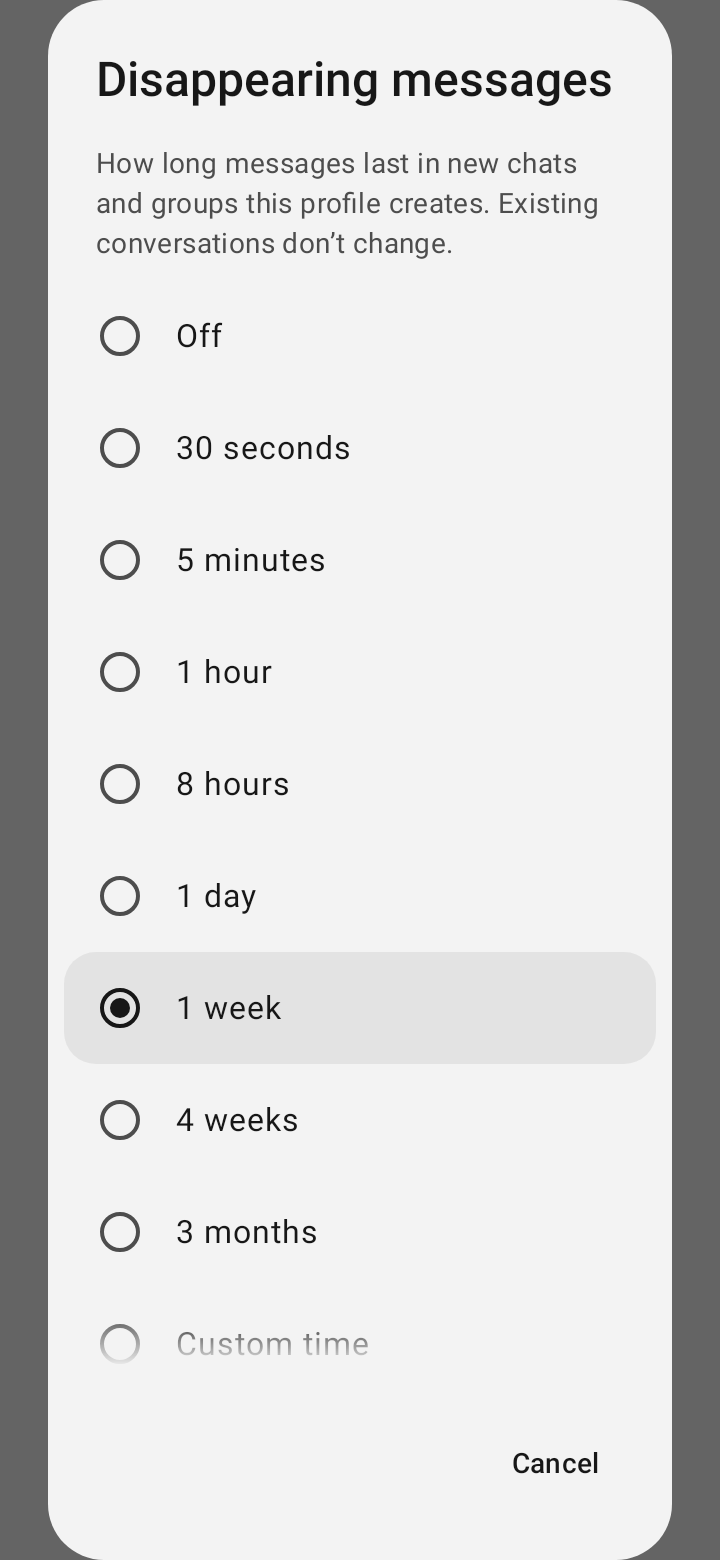 Disappearing messages
How long messages last in new chats
and groups this profile creates. Existing
conversations don’t change.
Off
30 seconds
5 minutes
1 hour
8 hours
1 day
1 week
4 weeks
3 months
Custom time
Cancel